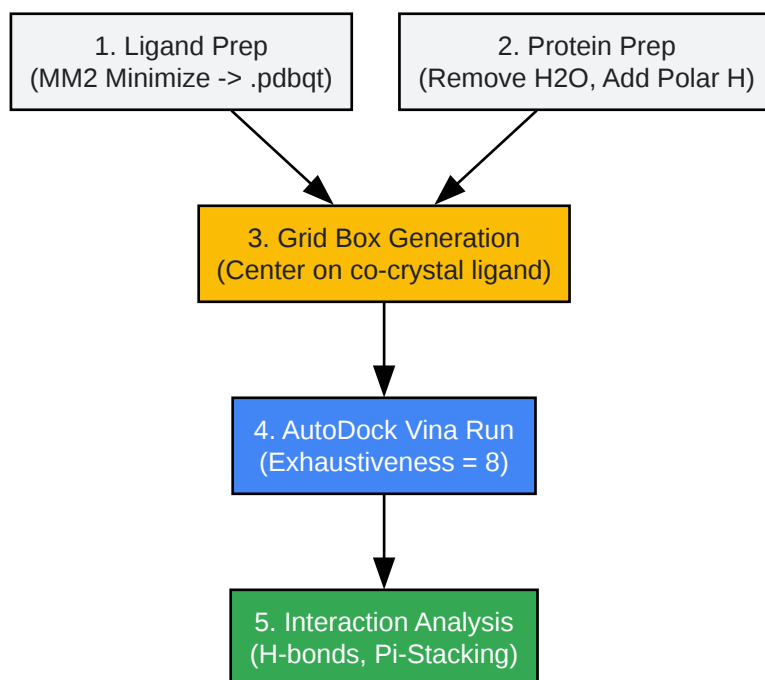 1. Ligand Prep
(MM2 Minimize -> .pdbqt)
2. Protein Prep
(Remove H2O, Add Polar H)
3. Grid Box Generation
(Center on co-crystal ligand)
4. AutoDock Vina Run
(Exhaustiveness = 8)
5. Interaction Analysis
(H-bonds, Pi-Stacking)